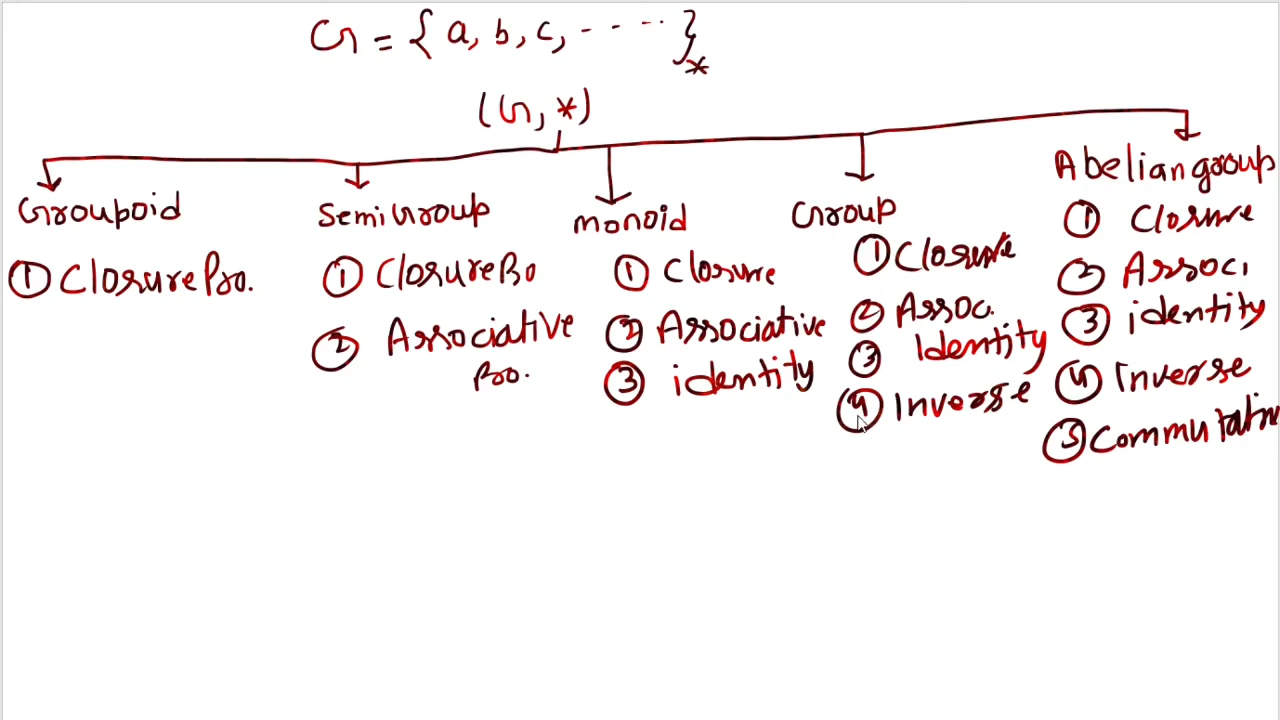 G = { a, b, c, ----- }*
(G, *)
Groupoid
① Closure Pro.
Semi Group
① Closure Pro
② Associative
Pro.
monoid
① Closure
② Associative
③ identity
Group
① Closure
② Assoc.
③ Identity
④ Inverse
Abelian group
① Closure
② Assoc.
③ identity
④ Inverse
⑤ Commutative